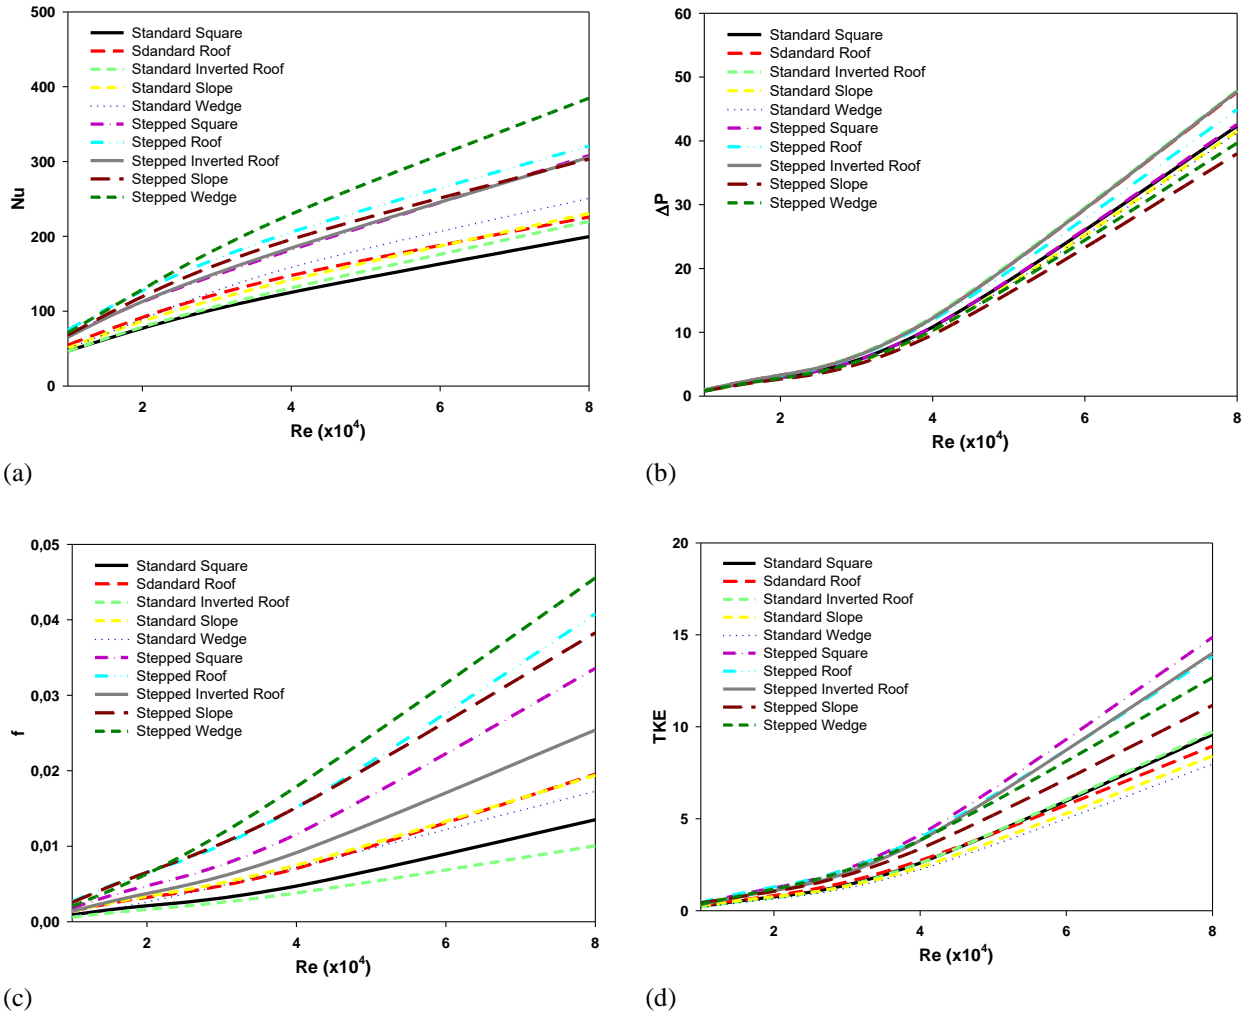 500
400
300
200
100
0
Nu
Standard Square
Sdandard Roof
Standard Inverted Roof
Standard Slope
Standard Wedge
Stepped Square
Stepped Roof
Stepped Inverted Roof
Stepped Slope
Stepped Wedge
2 4 6 8
Re (x10⁴)
(a)
60
50
40
30
20
10
0
ΔP
Standard Square
Sdandard Roof
Standard Inverted Roof
Standard Slope
Standard Wedge
Stepped Square
Stepped Roof
Stepped Inverted Roof
Stepped Slope
Stepped Wedge
2 4 6 8
Re (x10⁴)
(b)
0,05
0,04
0,03
0,02
0,01
0,00
f
Standard Square
Sdandard Roof
Standard Inverted Roof
Standard Slope
Standard Wedge
Stepped Square
Stepped Roof
Stepped Inverted Roof
Stepped Slope
Stepped Wedge
2 4 6 8
Re (x10⁴)
(c)
20
15
10
5
0
TKE
Standard Square
Sdandard Roof
Standard Inverted Roof
Standard Slope
Standard Wedge
Stepped Square
Stepped Roof
Stepped Inverted Roof
Stepped Slope
Stepped Wedge
2 4 6 8
Re (x10⁴)
(d)